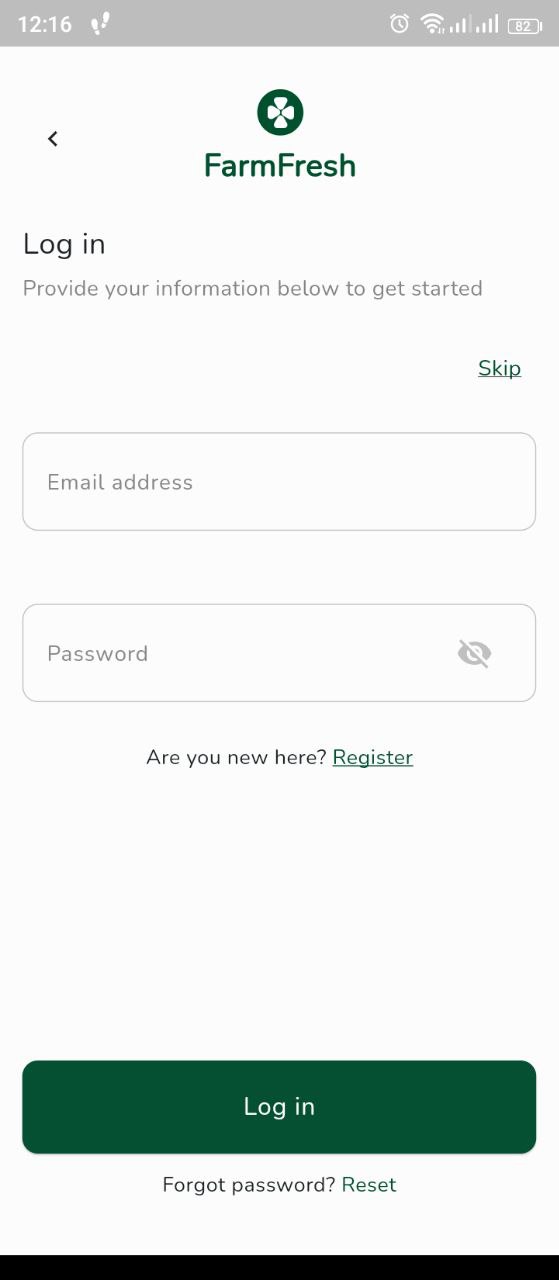 12:16
82
FarmFresh
Log in
Provide your information below to get started
Skip
Email address
Password
Are you new here? Register
Log in
Forgot password? Reset